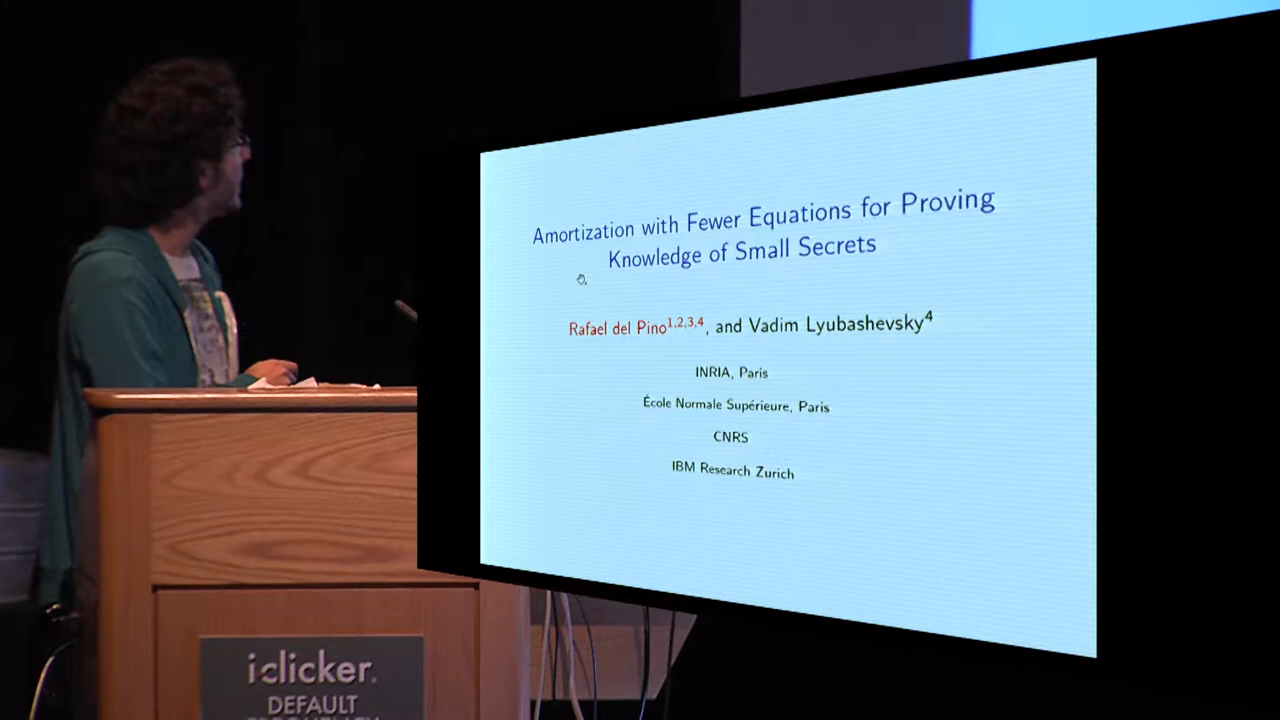 Amortization with Fewer Equations for Proving
Knowledge of Small Secrets
Rafael del Pino1,2,3,4, and Vadim Lyubashevsky4
INRIA, Paris
École Normale Supérieure, Paris
CNRS
IBM Research Zurich
i>clicker.
DEFAULT
FREQUENCY